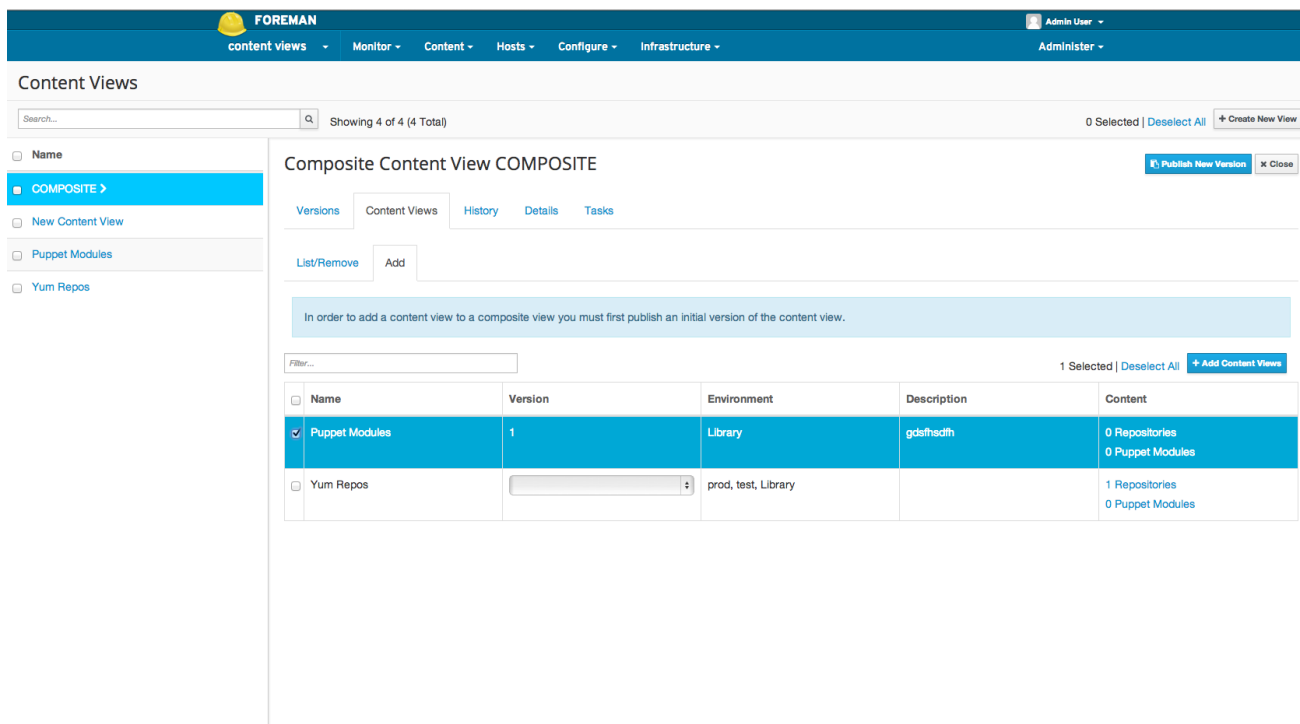 FOREMAN
Admin User
content views Monitor Content Hosts Configure Infrastructure Administer
Content Views
Search... Showing 4 of 4 (4 Total) 0 Selected | Deselect All + Create New View
Name
COMPOSITE
New Content View
Puppet Modules
Yum Repos
Composite Content View COMPOSITE Publish New Version × Close
Versions Content Views History Details Tasks
List/Remove Add
In order to add a content view to a composite view you must first publish an initial version of the content view.
Filter... 1 Selected | Deselect All + Add Content Views
Name Version Environment Description Content
Puppet Modules 1 Library gdsfhsdfh 0 Repositories
0 Puppet Modules
Yum Repos prod, test, Library 1 Repositories
0 Puppet Modules